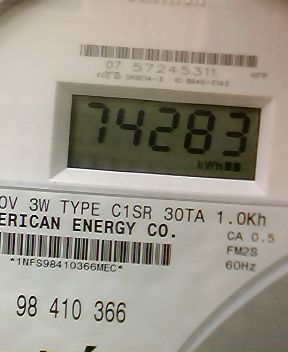 07 57245311
74283
kWh
0V 3W TYPE C1SR 30TA 1.0Kh
ERICAN ENERGY CO.
CA 0.5
FM2S
*1NFS98410366MEC*
60Hz
98 410 366